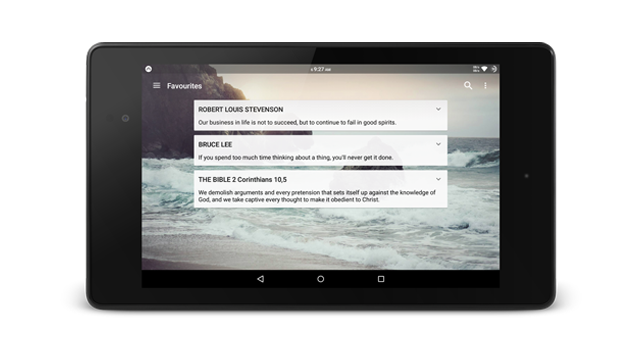 9:27 AM
Favourites
ROBERT LOUIS STEVENSON
Our business in life is not to succeed, but to continue to fail in good spirits.
BRUCE LEE
If you spend too much time thinking about a thing, you'll never get it done.
THE BIBLE 2 Corinthians 10,5
We demolish arguments and every pretension that sets itself up against the knowledge of
God, and we take captive every thought to make it obedient to Christ.